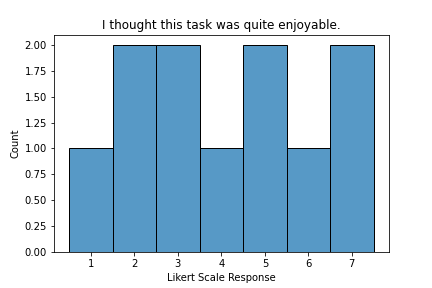 I thought this task was quite enjoyable.
2.00
1.75
1.50
1.25
1.00
0.75
0.50
0.25
0.00
Count
1 2 3 4 5 6 7
Likert Scale Response